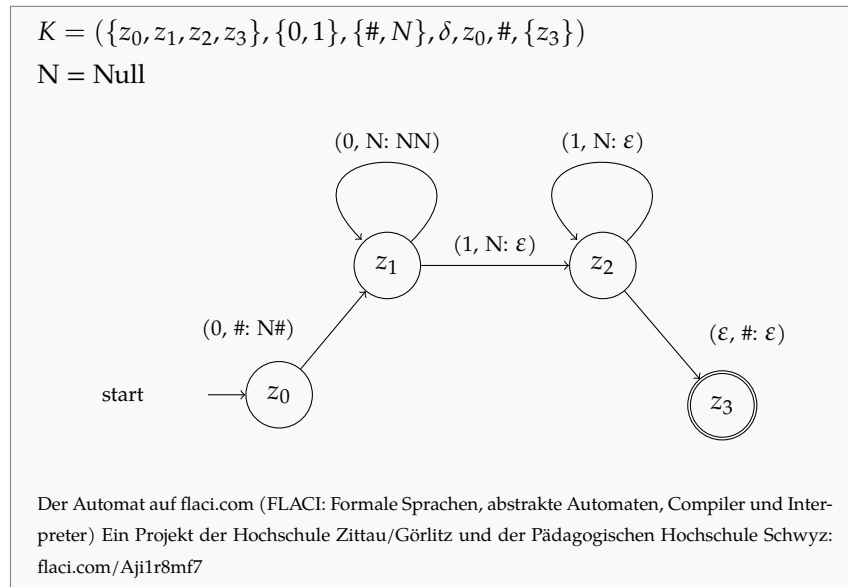 K = ({z₀, z₁, z₂, z₃}, {0, 1}, {#, N}, δ, z₀, #, {z₃})
N = Null
(0, N: NN) (1, N: ε)
z₁ (1, N: ε) z₂
(0, #: N#) (ε, #: ε)
start z₀ z₃
Der Automat auf flaci.com (FLACI: Formale Sprachen, abstrakte Automaten, Compiler und Inter-
preter) Ein Projekt der Hochschule Zittau/Görlitz und der Pädagogischen Hochschule Schwyz:
flaci.com/Aji1r8mf7